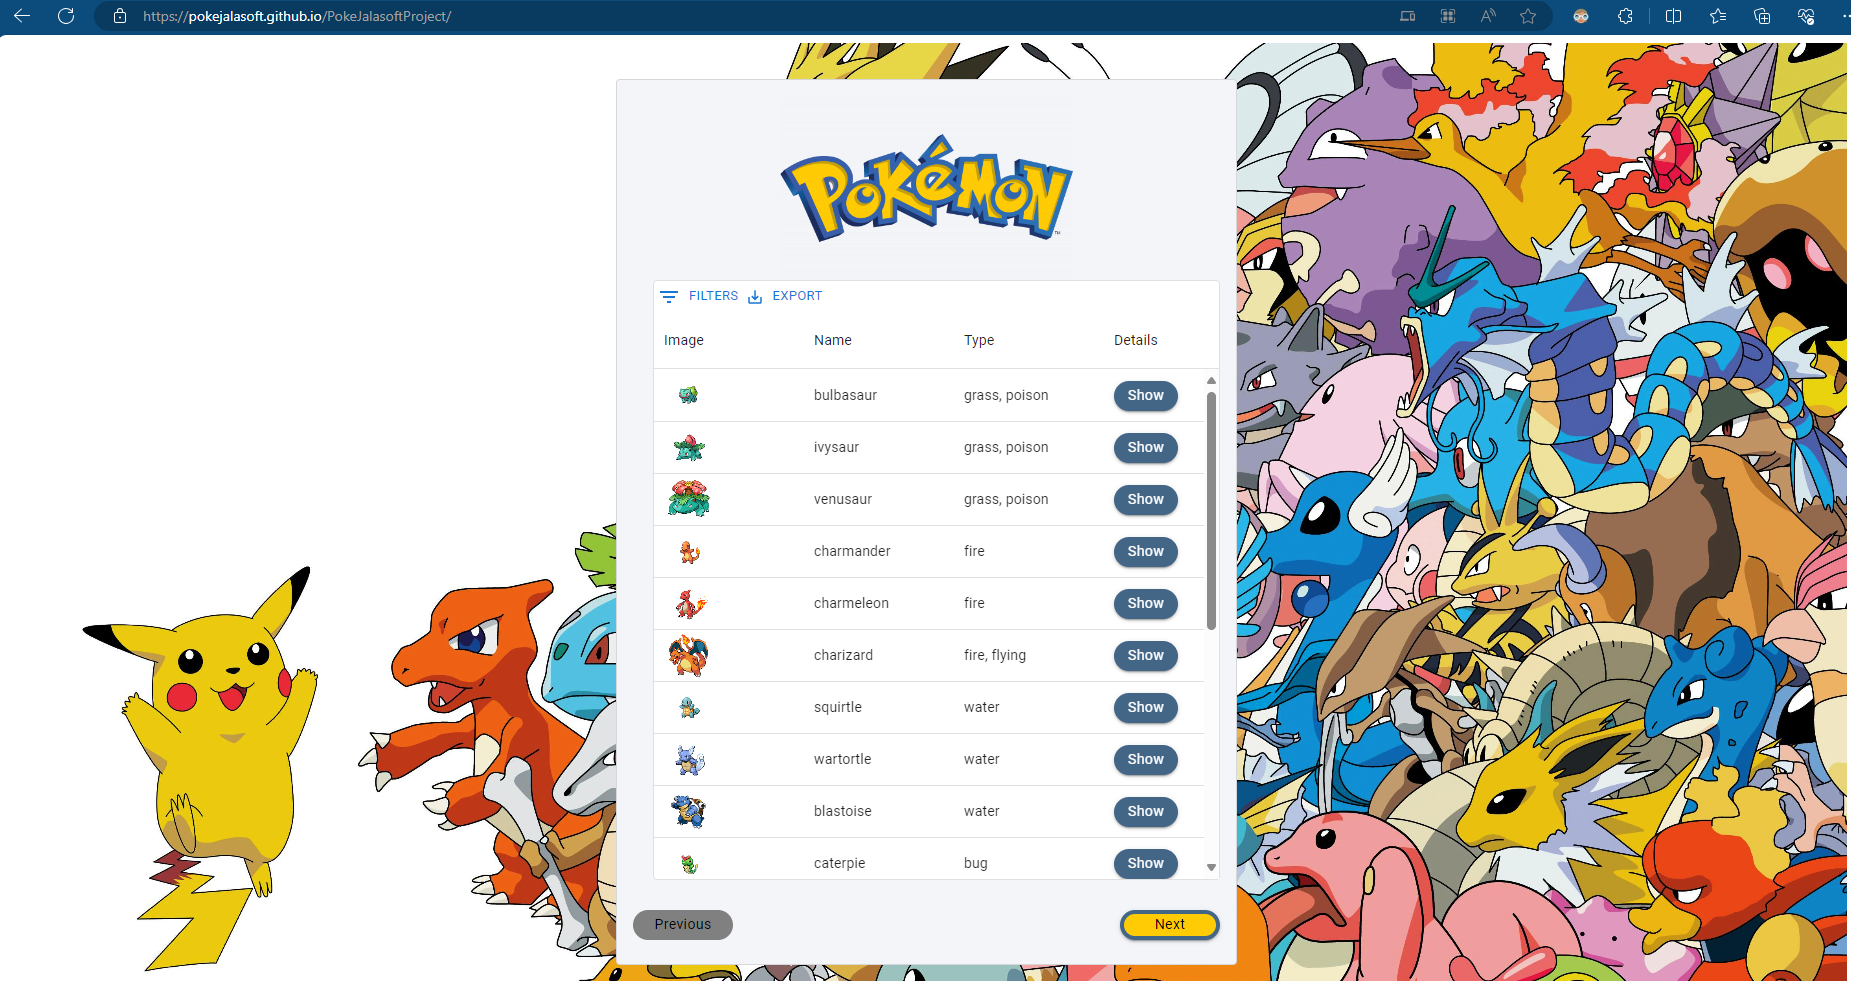 https://pokejalasoft.github.io/PokeJalasoftProject/
POKéMON
TM
FILTERS EXPORT
Image Name Type Details
bulbasaur grass, poison Show
ivysaur grass, poison Show
venusaur grass, poison Show
charmander fire Show
charmeleon fire Show
charizard fire, flying Show
squirtle water Show
wartortle water Show
blastoise water Show
caterpie bug Show
Previous Next